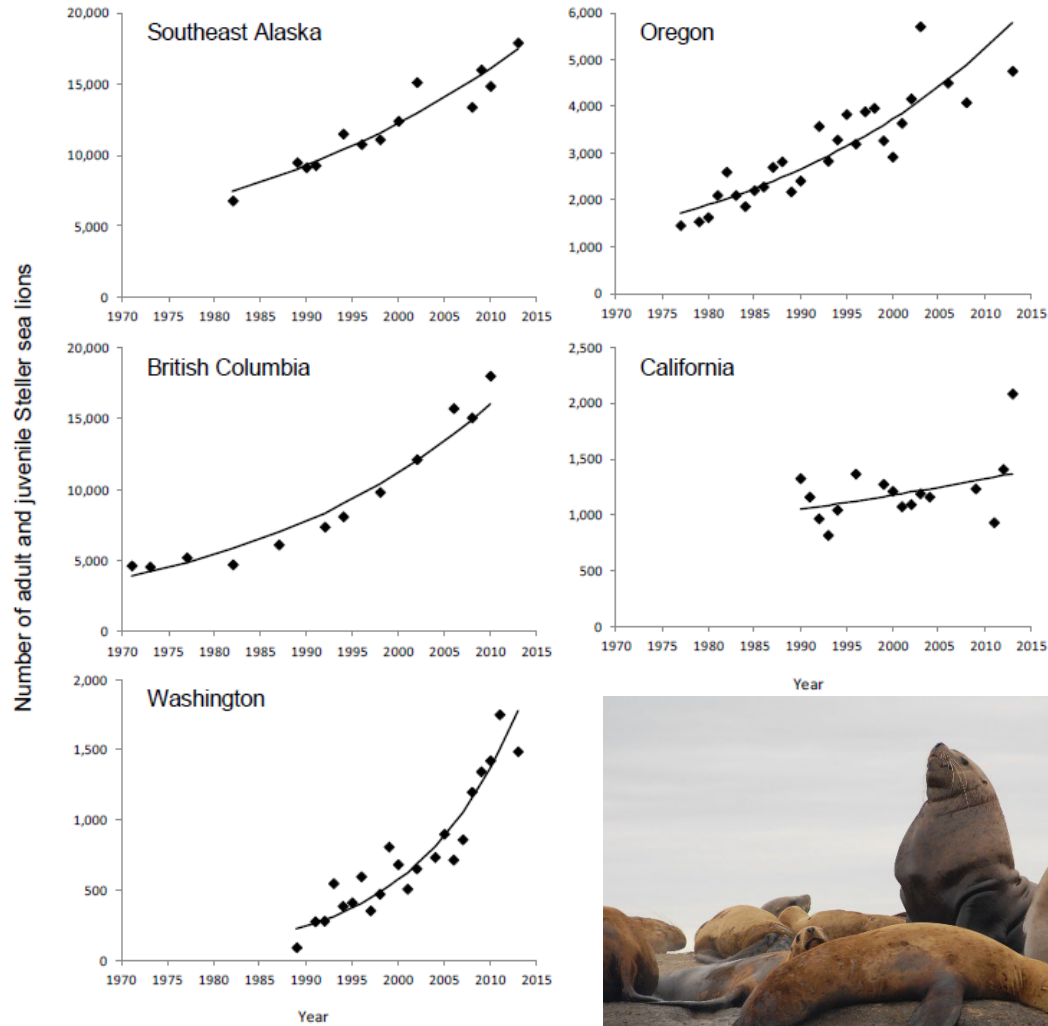 Number of adult and juvenile Steller sea lions
Southeast Alaska
20,000
15,000
10,000
5,000
0
1970 1975 1980 1985 1990 1995 2000 2005 2010 2015
Oregon
6,000
5,000
4,000
3,000
2,000
1,000
0
1970 1975 1980 1985 1990 1995 2000 2005 2010 2015
British Columbia
20,000
15,000
10,000
5,000
0
1970 1975 1980 1985 1990 1995 2000 2005 2010 2015
California
2,500
2,000
1,500
1,000
500
0
1970 1975 1980 1985 1990 1995 2000 2005 2010 2015
Year
Washington
2,000
1,500
1,000
500
0
1970 1975 1980 1985 1990 1995 2000 2005 2010 2015
Year